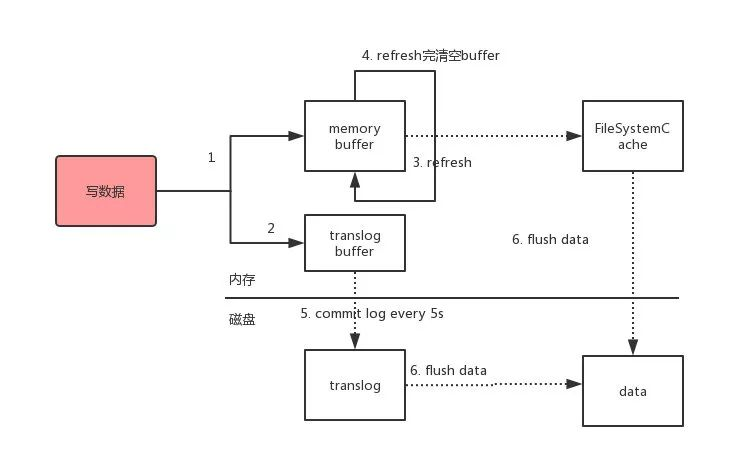 4. refresh完清空buffer
memory
buffer
FileSystemC
ache
1
3. refresh
写数据
2
translog
buffer
6. flush data
内存
磁盘
5. commit log every 5s
translog
6. flush data
data